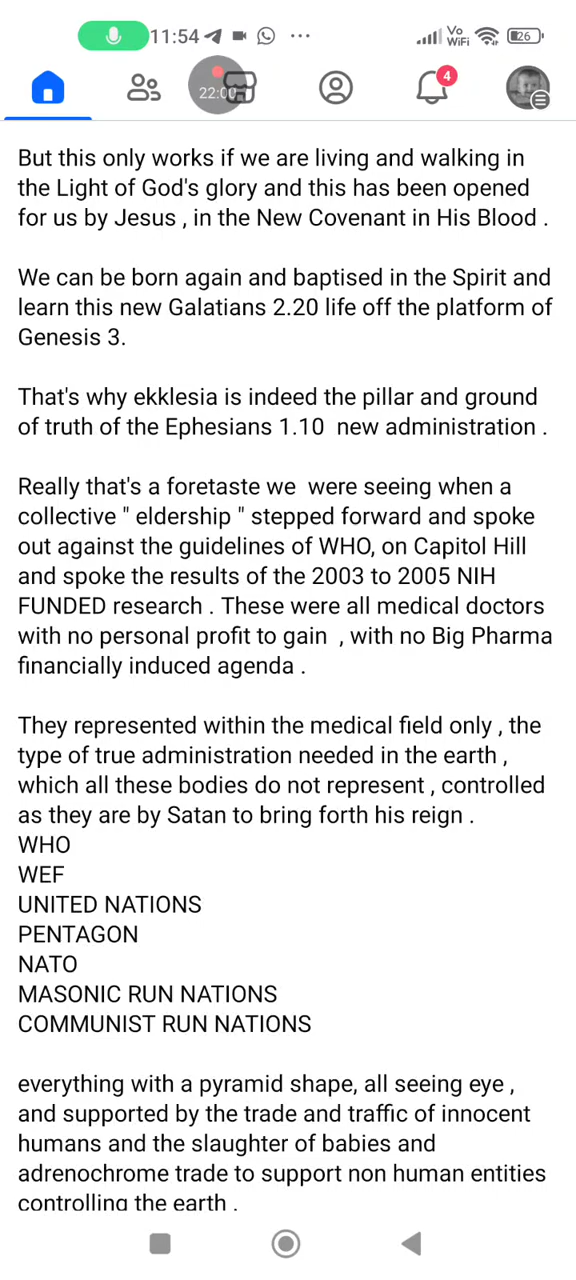 11:54
Vo
WiFi
26
22:00
4
But this only works if we are living and walking in
the Light of God's glory and this has been opened
for us by Jesus , in the New Covenant in His Blood .
We can be born again and baptised in the Spirit and
learn this new Galatians 2.20 life off the platform of
Genesis 3.
That's why ekklesia is indeed the pillar and ground
of truth of the Ephesians 1.10  new administration .
Really that's a foretaste we  were seeing when a
collective " eldership " stepped forward and spoke
out against the guidelines of WHO, on Capitol Hill
and spoke the results of the 2003 to 2005 NIH
FUNDED research . These were all medical doctors
with no personal profit to gain  , with no Big Pharma
financially induced agenda .
They represented within the medical field only , the
type of true administration needed in the earth ,
which all these bodies do not represent , controlled
as they are by Satan to bring forth his reign .
WHO
WEF
UNITED NATIONS
PENTAGON
NATO
MASONIC RUN NATIONS
COMMUNIST RUN NATIONS
everything with a pyramid shape, all seeing eye ,
and supported by the trade and traffic of innocent
humans and the slaughter of babies and
adrenochrome trade to support non human entities
controlling the earth .